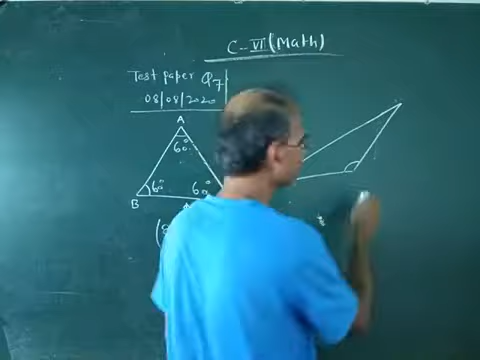 C-VI (Math)
Test paper Q7
08/08/2020
A
60°
60° 60°
B